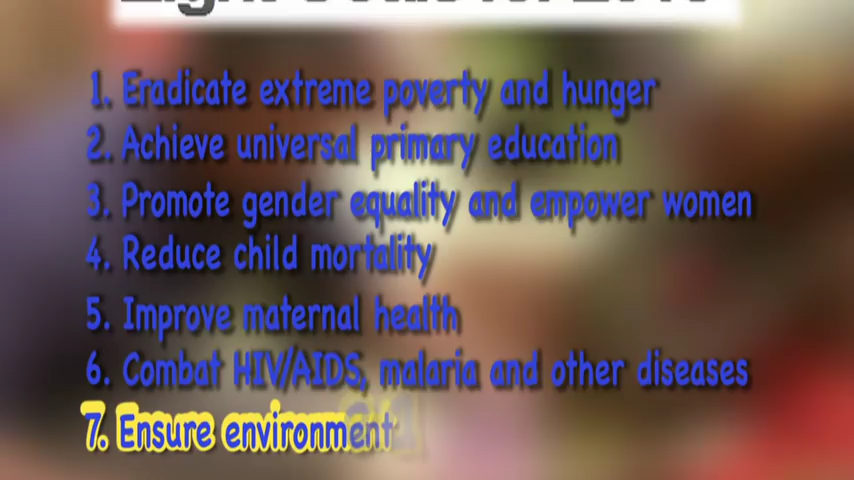 1. Eradicate extreme poverty and hunger
2. Achieve universal primary education
3. Promote gender equality and empower women
4. Reduce child mortality
5. Improve maternal health
6. Combat HIV/AIDS, malaria and other diseases
7. Ensure environment